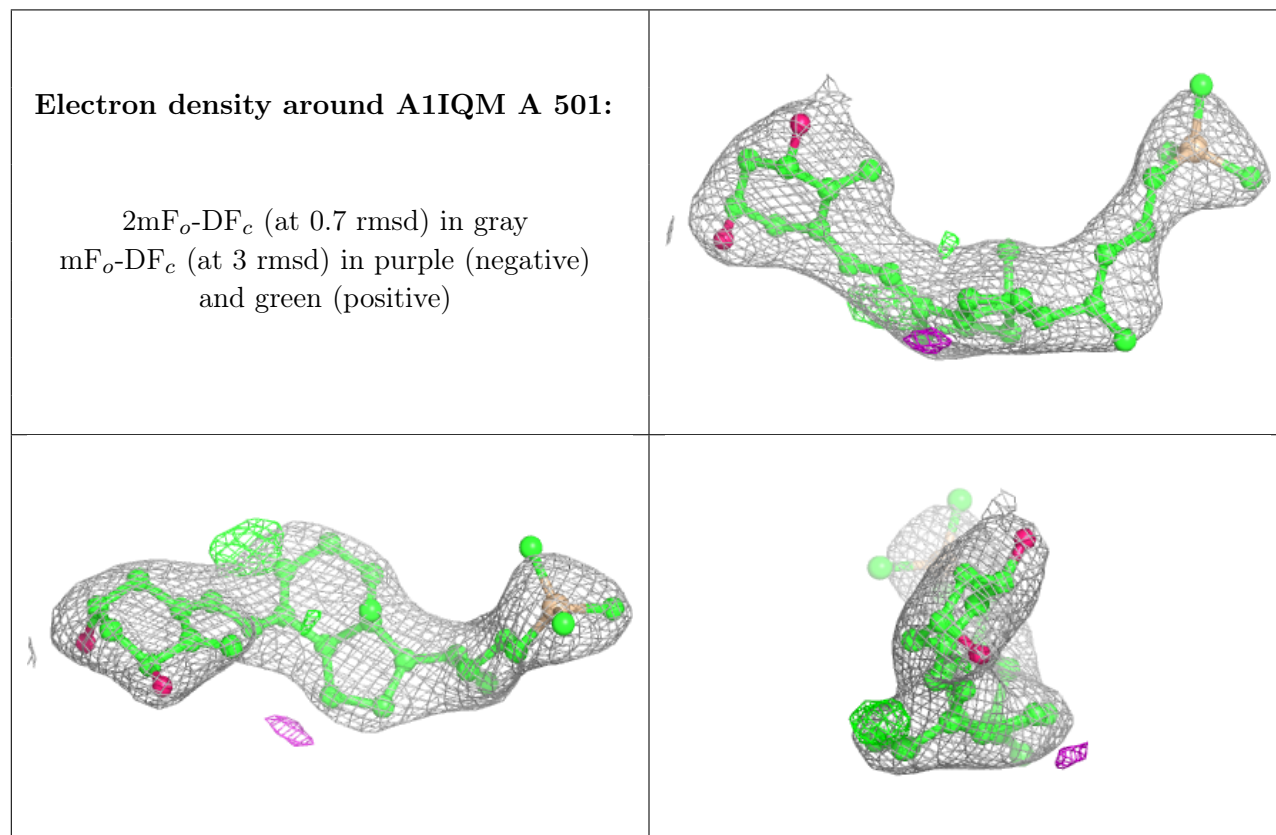 Electron density around A1IQM A 501:
2mFo-DFc (at 0.7 rmsd) in gray
mFo-DFc (at 3 rmsd) in purple (negative)
and green (positive)